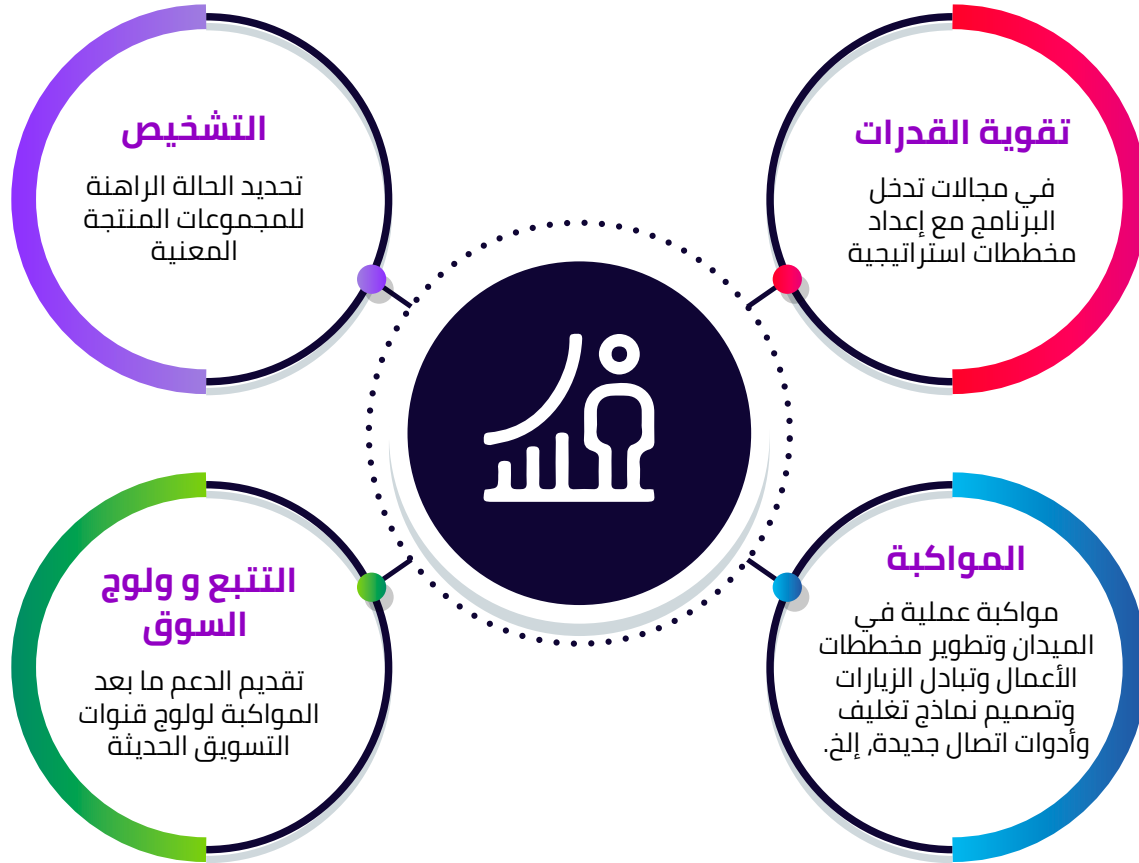 تقوية القدرات
في مجالات تدخل
البرنامج مع إعداد
مخططات استراتيجية
التشخيص
تحديد الحالة الراهنة
للمجموعات المنتجة
المعنية
المواكبة
مواكبة عملية في
الميدان وتطوير مخططات
الأعمال وتبادل الزيارات
وتصميم نماذج تغليف
وأدوات اتصال جديدة, إلخ.
التتبع و ولوج
السوق
تقديم الدعم ما بعد
المواكبة لولوج قنوات
التسويق الحديثة